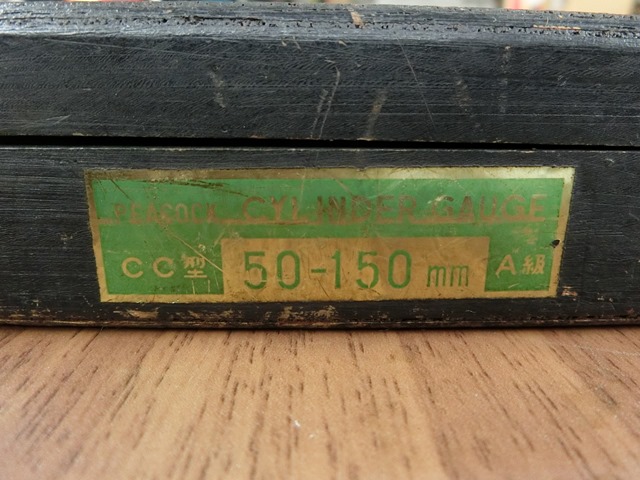 PEACOCK CYLINDER GAUGE
CC型 50-150 mm A級